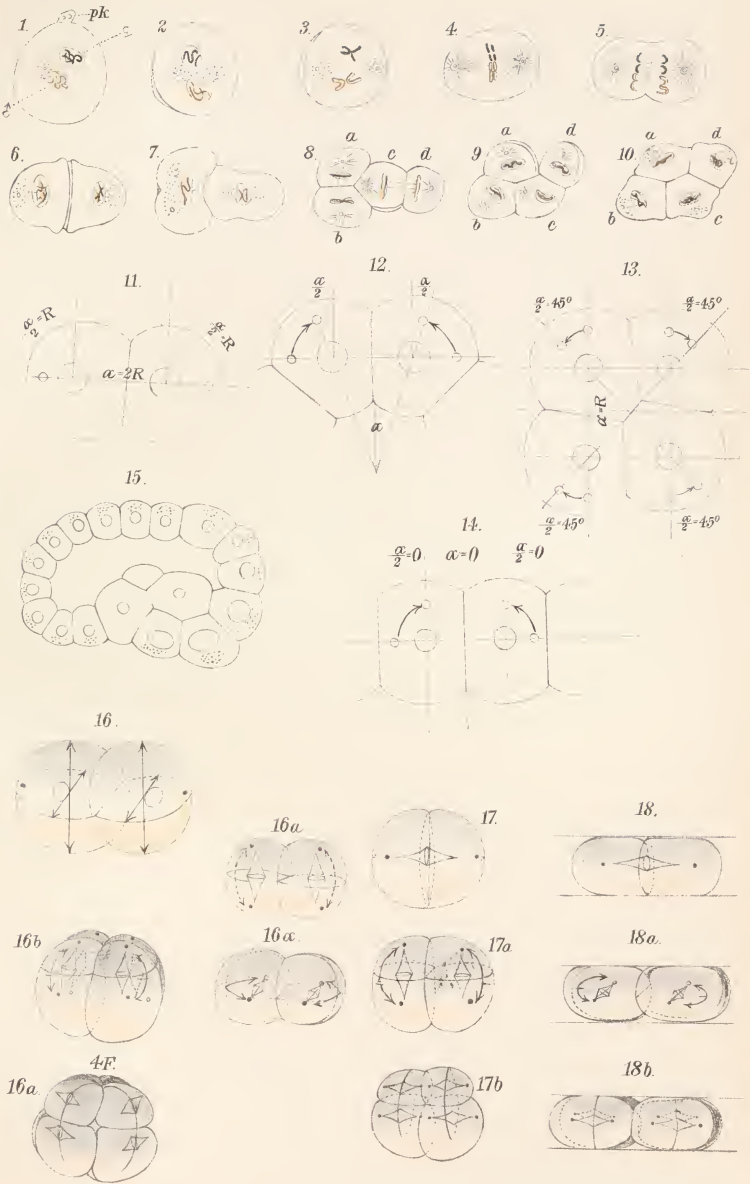 1.
pk
♀
♂
2
3.
4.
5.
6.
7.
8.
a
c
d
b
9
a
d
b
c
10.
a
d
b
c
11.
α/2=R
α/2=R
α=2R
12.
α/2
α/2
α
13.
α/2=45°
α/2=45°
α=R
α/2=45°
α/2=45°
15.
14.
α/2=0
α=0
α/2=0
16.
16a
17.
18.
16b
16α
17a
18a.
4F.
16a
17b
18b.